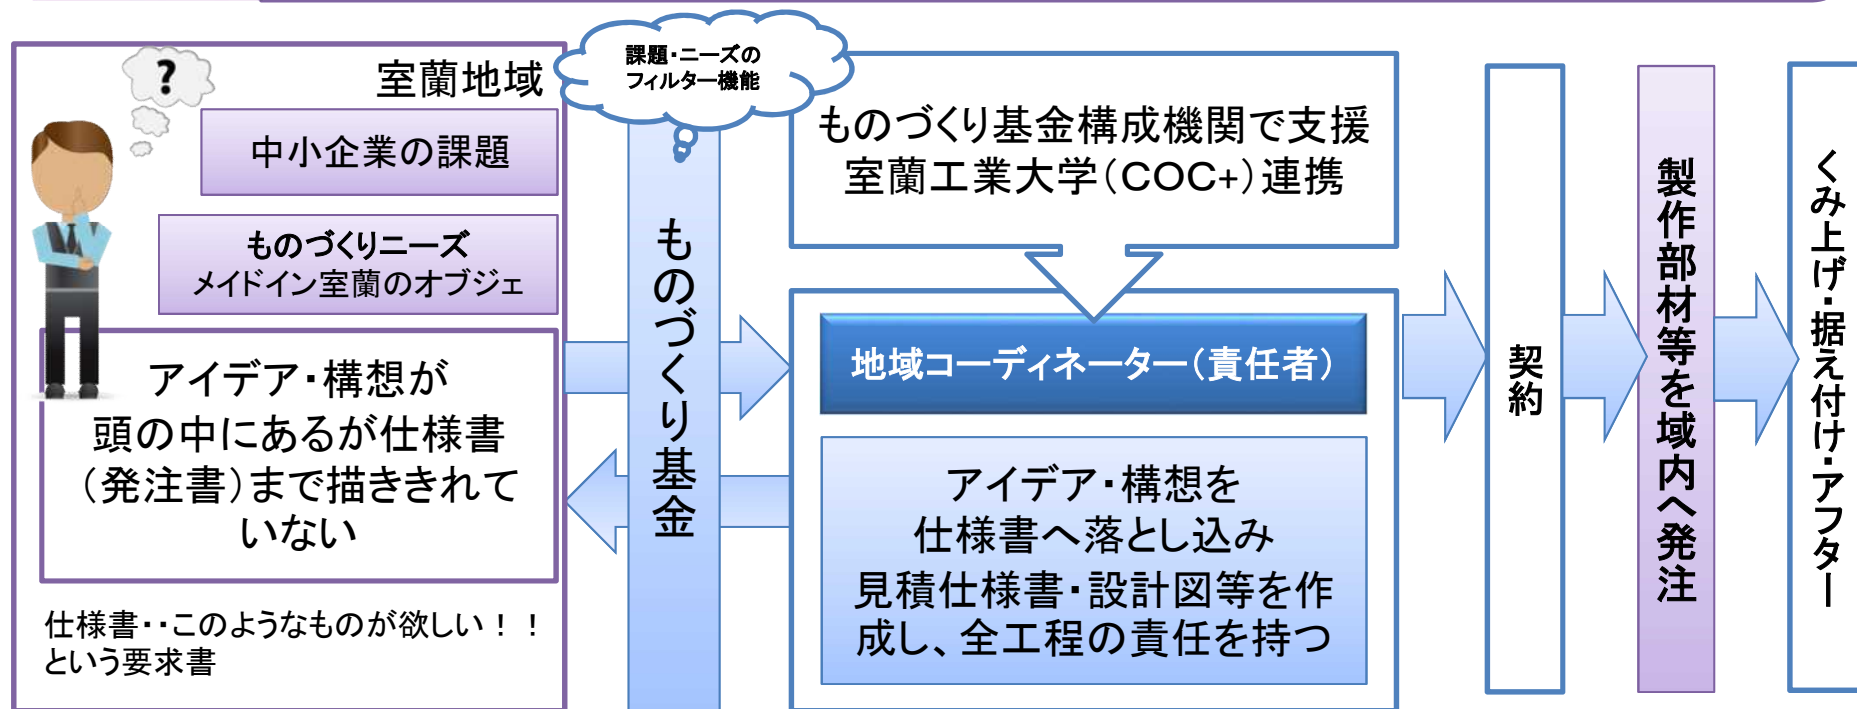 ?
室蘭地域
中小企業の課題
ものづくりニーズ
メイドイン室蘭のオブジェ
アイデア・構想が
頭の中にあるが仕様書
（発注書）まで描ききれて
いない
仕様書・・このようなものが欲しい！！
という要求書
課題・ニーズの
フィルター機能
ものづくり基金
ものづくり基金構成機関で支援
室蘭工業大学（COC+）連携
地域コーディネーター（責任者）
アイデア・構想を
仕様書へ落とし込み
見積仕様書・設計図等を作
成し、全工程の責任を持つ
契約
製作部材等を域内へ発注
くみ上げ・据え付け・アフター